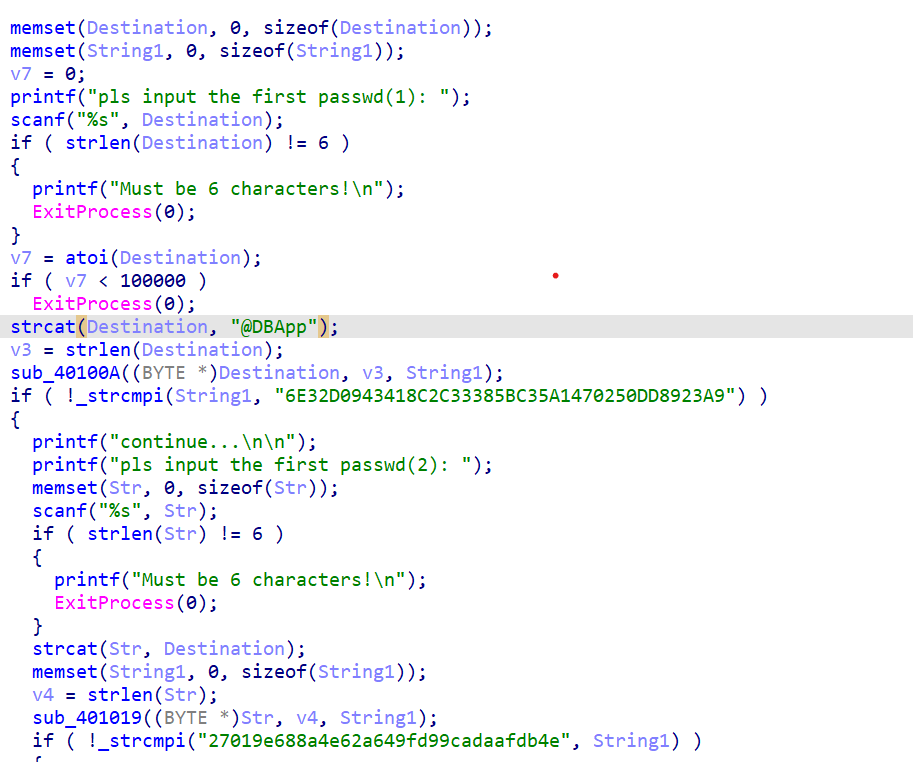 memset(Destination, 0, sizeof(Destination));
memset(String1, 0, sizeof(String1));
v7 = 0;
printf("pls input the first passwd(1): ");
scanf("%s", Destination);
if ( strlen(Destination) != 6 )
{
  printf("Must be 6 characters!\n");
  ExitProcess(0);
}
v7 = atoi(Destination);
if ( v7 < 100000 )
  ExitProcess(0);
strcat(Destination, "@DBApp");
v3 = strlen(Destination);
sub_40100A((BYTE *)Destination, v3, String1);
if ( !_strcmpi(String1, "6E32D0943418C2C33385BC35A1470250DD8923A9") )
{
  printf("continue...\n\n");
  printf("pls input the first passwd(2): ");
  memset(Str, 0, sizeof(Str));
  scanf("%s", Str);
  if ( strlen(Str) != 6 )
  {
    printf("Must be 6 characters!\n");
    ExitProcess(0);
  }
  strcat(Str, Destination);
  memset(String1, 0, sizeof(String1));
  v4 = strlen(Str);
  sub_401019((BYTE *)Str, v4, String1);
  if ( !_strcmpi("27019e688a4e62a649fd99cadaafdb4e", String1) )
  {